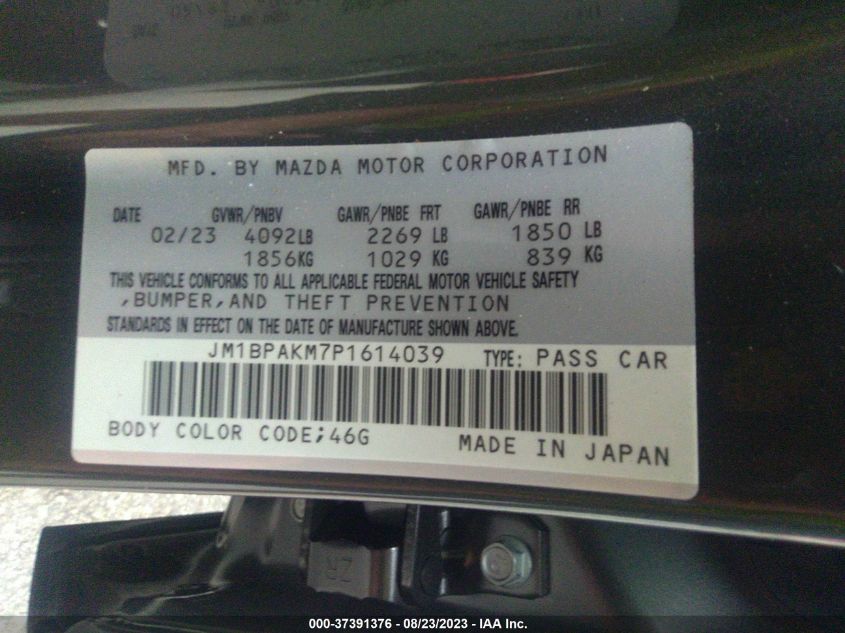 MFD. BY MAZDA MOTOR CORPORATION
DATE GVWR/PNBV GAWR/PNBE FRT GAWR/PNBE RR
02/23 4092LB 2269 LB 1850 LB
1856KG 1029 KG 839 KG
THIS VEHICLE CONFORMS TO ALL APPLICABLE FEDERAL MOTOR VEHICLE SAFETY
,BUMPER,AND THEFT PREVENTION
STANDARDS IN EFFECT ON THE DATE OF MANUFACTURE SHOWN ABOVE.
JM1BPAKM7P1614039 TYPE: PASS CAR
BODY COLOR CODE;46G
MADE IN JAPAN
000-37391376 - 08/23/2023 - IAA Inc.